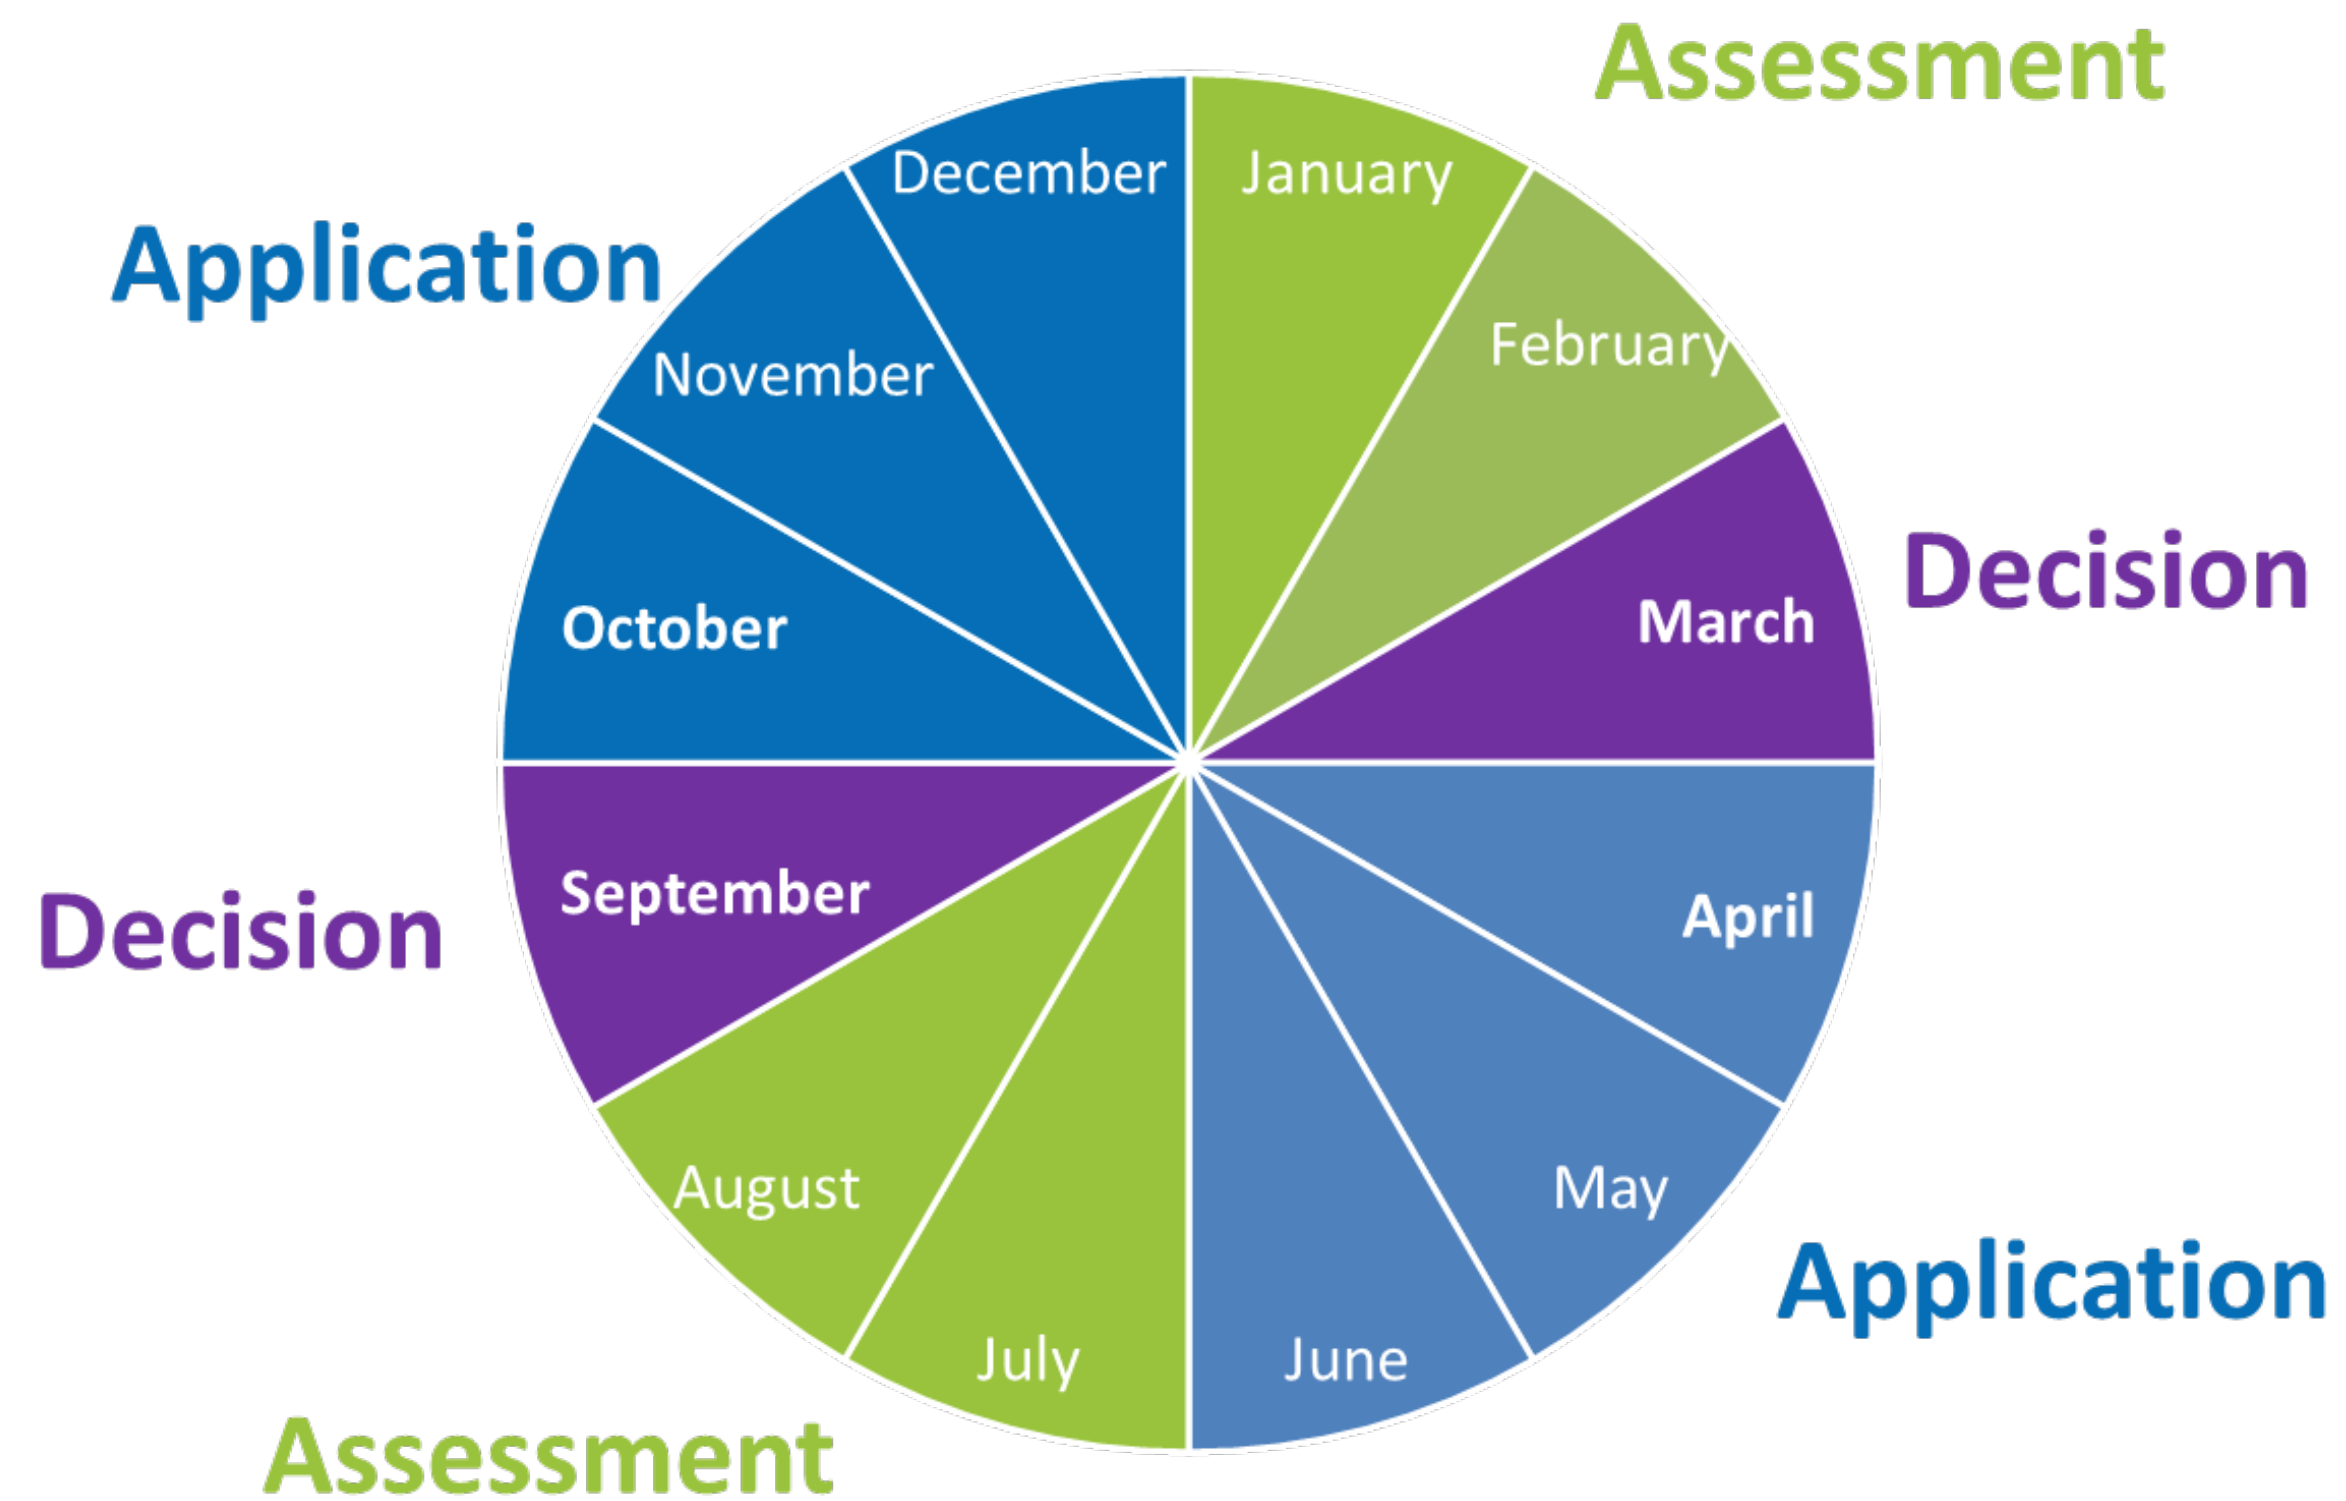 Assessment
December
January
Application
February
November
Decision
March
October
September
April
Decision
August
May
Application
July
June
Assessment